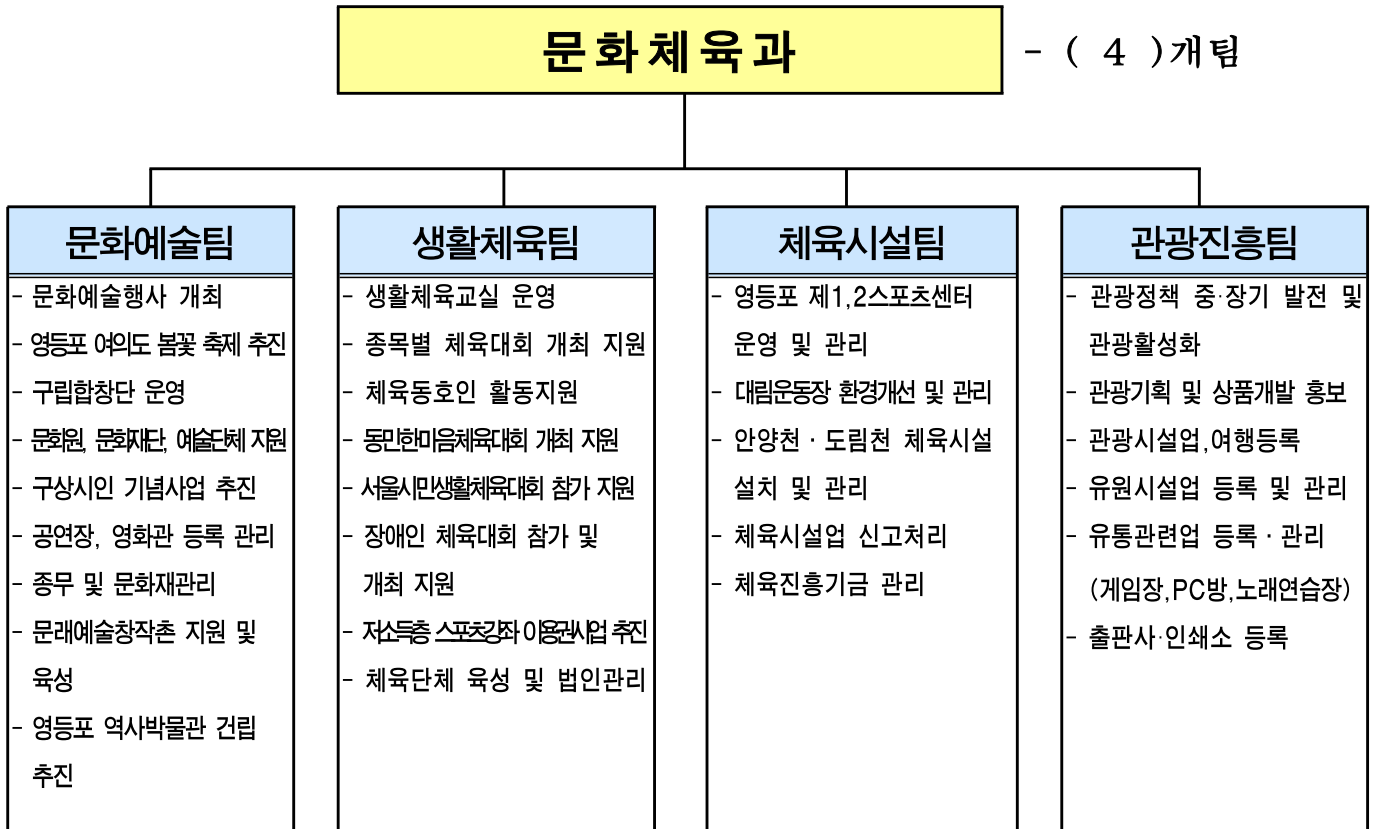 문화체육과
- ( 4 )개팀
문화예술팀
- 문화예술행사 개최
- 영등포 여의도 봄꽃 축제 추진
- 구립합창단 운영
- 문화원, 문화재단, 예술단체 지원
- 구상시인 기념사업 추진
- 공연장, 영화관 등록 관리
- 종무 및 문화재관리
- 문래예술창작촌 지원 및
육성
- 영등포 역사박물관 건립
추진
생활체육팀
- 생활체육교실 운영
- 종목별 체육대회 개최 지원
- 체육동호인 활동지원
- 동민한마음체육대회 개최 지원
- 서울시민생활체육대회 참가 지원
- 장애인 체육대회 참가 및
개최 지원
- 저소득층 스포츠강좌 이용권사업 추진
- 체육단체 육성 및 법인관리
체육시설팀
- 영등포 제1,2스포츠센터
운영 및 관리
- 대림운동장 환경개선 및 관리
- 안양천 · 도림천 체육시설
설치 및 관리
- 체육시설업 신고처리
- 체육진흥기금 관리
관광진흥팀
- 관광정책 중·장기 발전 및
관광활성화
- 관광기획 및 상품개발 홍보
- 관광시설업,여행등록
- 유원시설업 등록 및 관리
- 유통관련업 등록 · 관리
(게임장,PC방,노래연습장)
- 출판사·인쇄소 등록